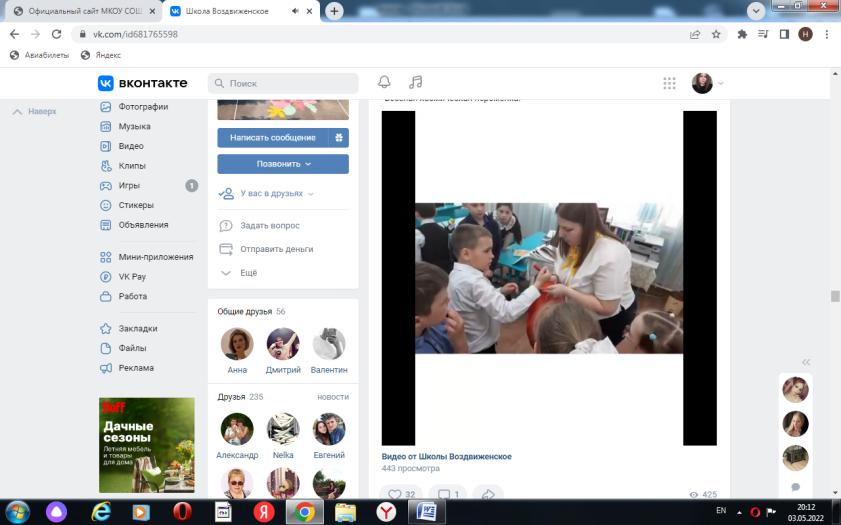 Официальный сайт МКОУ СОШ
Школа Воздвиженское
vk.com/id681765598
Н
Авиабилеты
Яндекс
вконтакте
Поиск
Наверх
Фотографии
Музыка
Видео
Клипы
Игры
1
Стикеры
Объявления
Мини-приложения
VK Pay
Работа
Закладки
Файлы
Реклама
Hoff
Дачные
сезоны
Летняя мебель
и товары
для дома
Написать сообщение
Позвонить
У вас в друзьях
Задать вопрос
Отправить деньги
Ещё
Общие друзья 56
Анна
Дмитрий
Валентин
Друзья 235
новости
Александр
Nelka
Евгений
Видео от Школы Воздвиженское
443 просмотра
32
1
425
EN
20:12
03.05.2022